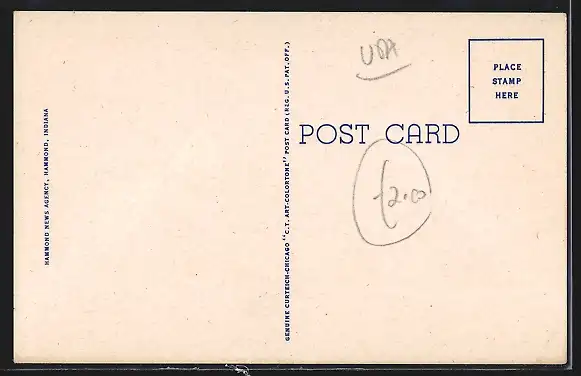 HAMMOND NEWS AGENCY, HAMMOND, INDIANA
GENUINE CURTEICH-CHICAGO "C.T. ART-COLORTONE" POST CARD (REG. U.S. PAT. OFF.)
USA
PLACE
STAMP
HERE
POST CARD
£2.00